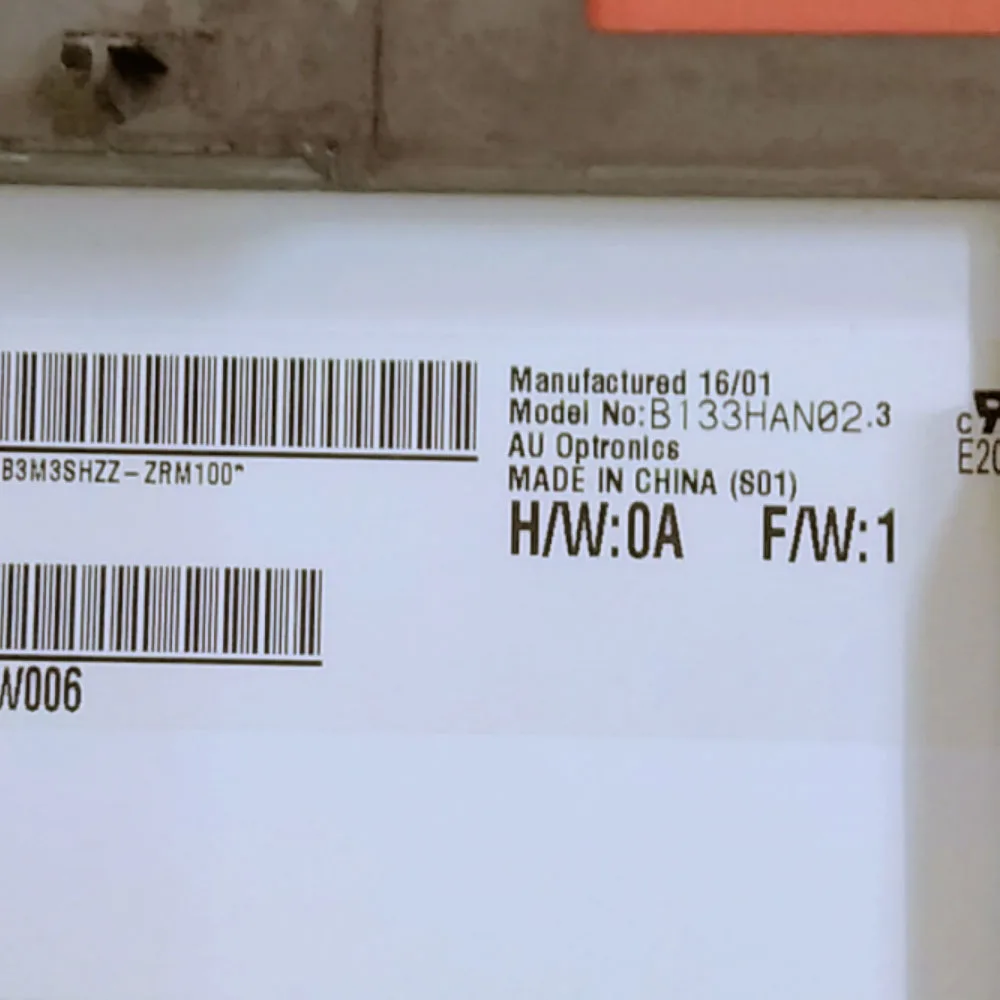 Manufactured 16/01
Model No:B133HAN02.3
AU Optronics
MADE IN CHINA (S01)
H/W:0A F/W:1
B3M3SHZZ-ZRM100*
W006
c
E20